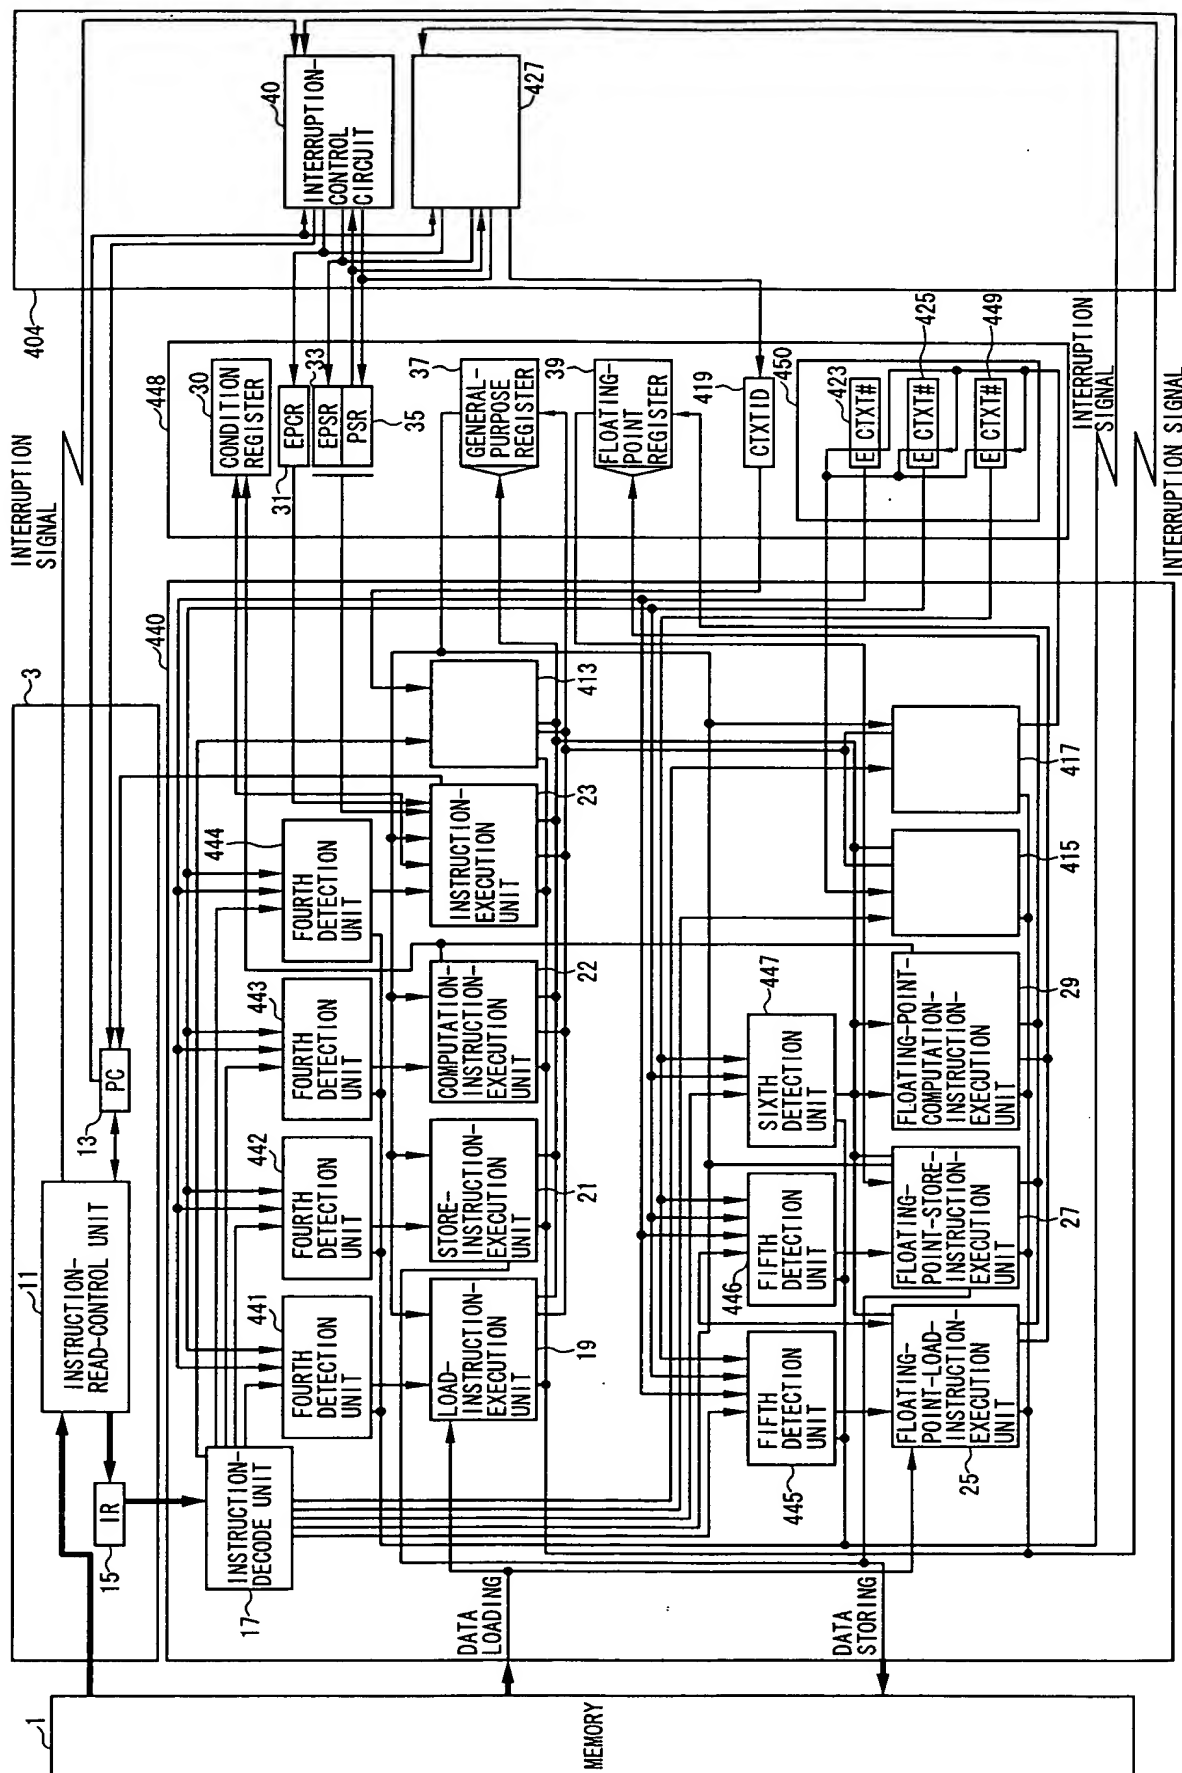 1
MEMORY
3
11
INSTRUCTION-
READ-CONTROL UNIT
13
PC
15
IR
INTERRUPTION
SIGNAL
440
17
INSTRUCTION-
DECODE UNIT
441
FOURTH
DETECTION
UNIT
442
FOURTH
DETECTION
UNIT
443
FOURTH
DETECTION
UNIT
444
FOURTH
DETECTION
UNIT
LOAD-
INSTRUCTION-
EXECUTION
UNIT
19
STORE-
INSTRUCTION-
EXECUTION
UNIT
21
COMPUTATION-
INSTRUCTION-
EXECUTION
UNIT
22
INSTRUCTION-
EXECUTION
UNIT
23
413
DATA
LOADING
DATA
STORING
FIFTH
DETECTION
UNIT
445
FIFTH
DETECTION
UNIT
446
SIXTH
DETECTION
UNIT
447
FLOATING-
POINT-LOAD-
INSTRUCTION-
EXECUTION
UNIT
25
FLOATING-
POINT-STORE-
INSTRUCTION-
EXECUTION
UNIT
27
FLOATING-POINT-
COMPUTATION-
INSTRUCTION-
EXECUTION
UNIT
29
415
417
448
30
CONDITION
REGISTER
31
EPCR
33
EPSR
PSR
35
37
GENERAL-
PURPOSE
REGISTER
39
FLOATING-
POINT
REGISTER
419
CTXTID
450
423
E CTXT#
425
E CTXT#
449
E CTXT#
INTERRUPTION
SIGNAL
INTERRUPTION SIGNAL
404
40
INTERRUPTION-
CONTROL
CIRCUIT
427